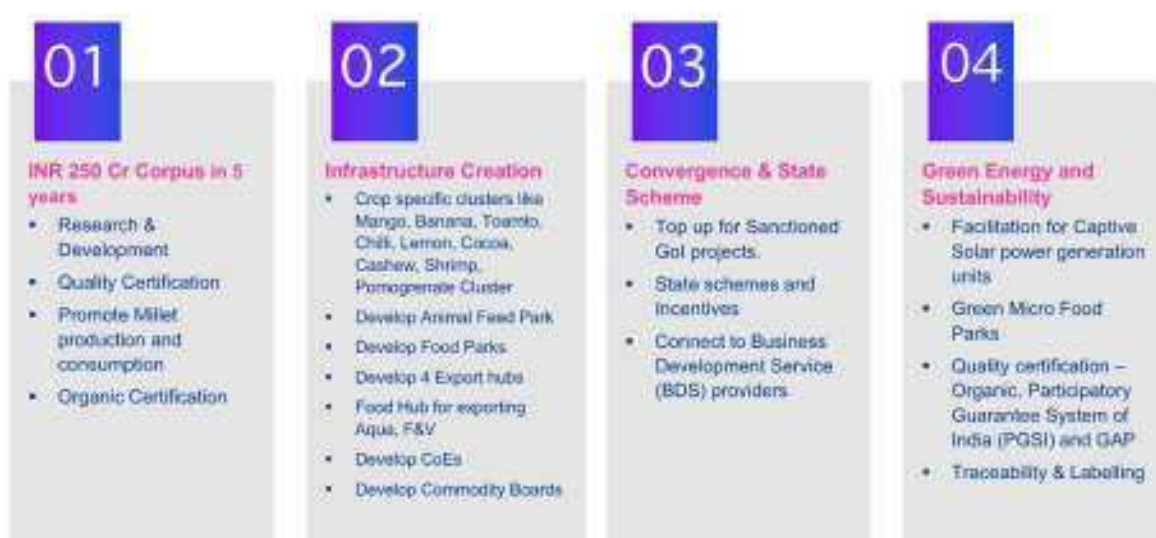 01
INR 250 Cr Corpus in 5
years
• Research &
Development
• Quality Certification
• Promote Millet
production and
consumption
• Organic Certification
02
Infrastructure Creation
• Crop specific clusters like
Mango, Banana, Toamto,
Chilli, Lemon, Cocoa,
Cashew, Shrimp,
Pomogrenate Cluster
• Develop Animal Feed Park
• Develop Food Parks
• Develop 4 Export hubs
• Food Hub for exporting
Aqua, F&V
• Develop CoEs
• Develop Commodity Boards
03
Convergence & State
Scheme
• Top up for Sanctioned
GoI projects.
• State schemes and
Incentives
• Connect to Business
Development Service
(BDS) providers
04
Green Energy and
Sustainability
• Facilitation for Captive
Solar power generation
units
• Green Micro Food
Parks
• Quality certification –
Organic, Participatory
Guarantee System of
India (PGSI) and GAP
• Traceability & Labelling